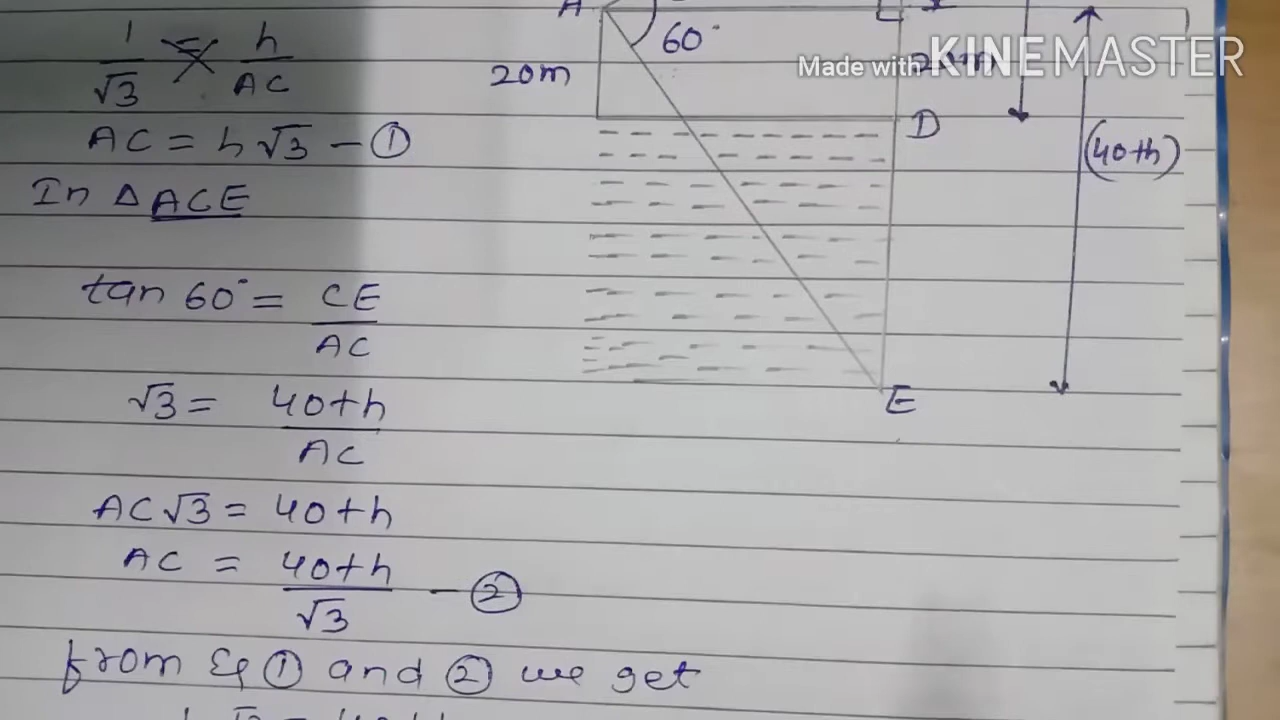 1/√3 = h/AC
AC = h√3 — ①
In △ ACE
tan 60° = CE/AC
√3 = 40+h/AC
AC√3 = 40+h
AC = 40+h/√3 — ②
from Eq ① and ② we get
A
60°
20m
20m
D
(40+h)
E
Made with KINEMASTER